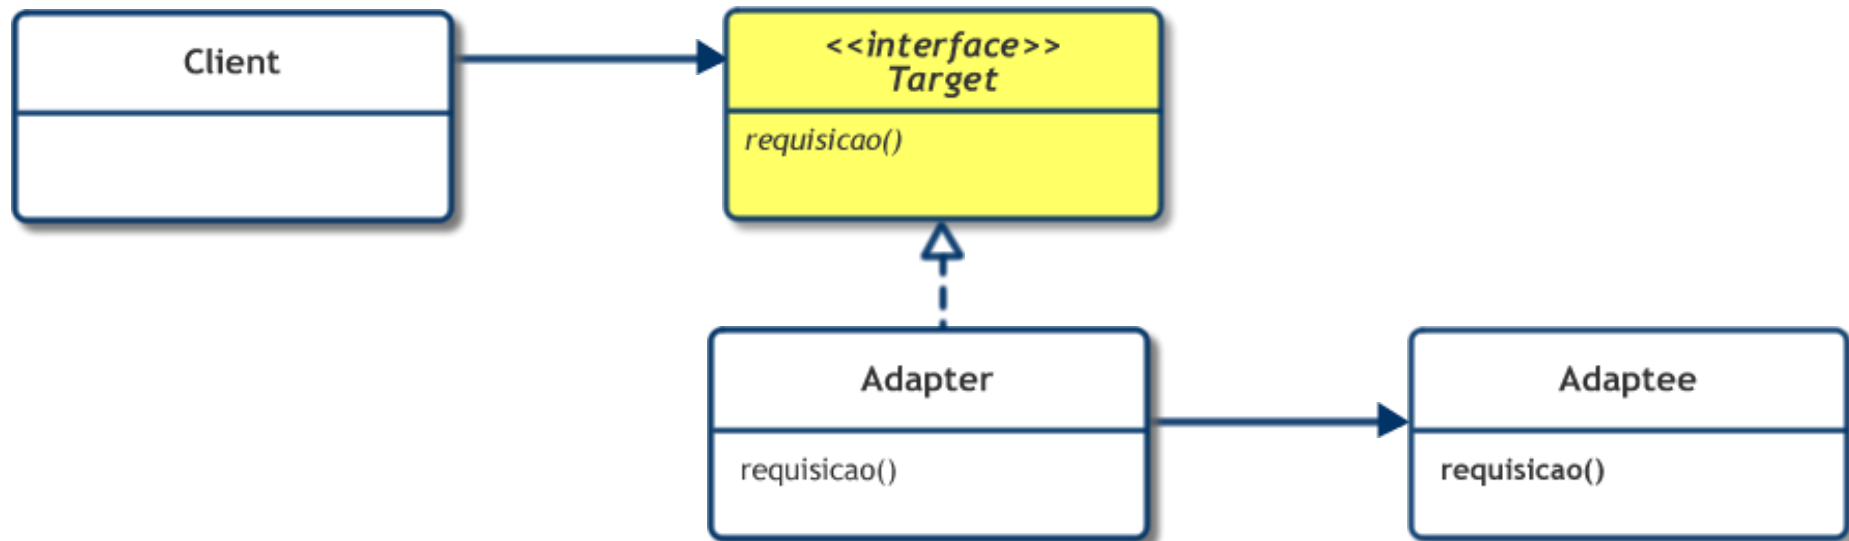 Client
<<interface>>
Target
requisicao()
Adapter
requisicao()
Adaptee
requisicao()